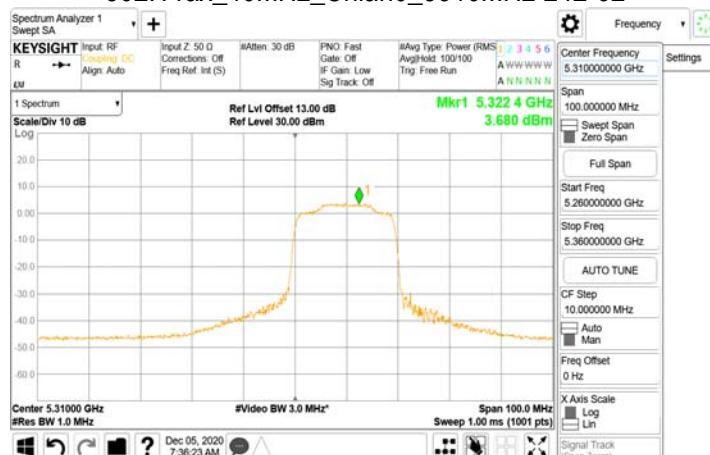 Spectrum Analyzer 1
Swept SA
Frequency
KEYSIGHT
Input: RF
Coupling: DC
Align: Auto
Input Z: 50 Ω
Corrections: Off
Freq Ref: Int (S)
#Atten: 30 dB
PNO: Fast
Gate: Off
IF Gain: Low
Sig Track: Off
#Avg Type: Power (RMS
Avg|Hold: 100/100
Trig: Free Run
1 2 3 4 5 6
A W W W W W
A N N N N N
R
Center Frequency
5.310000000 GHz
Settings
Span
100.000000 MHz
Swept Span
Zero Span
Full Span
Start Freq
5.260000000 GHz
Stop Freq
5.360000000 GHz
AUTO TUNE
CF Step
10.000000 MHz
Auto
Man
Freq Offset
0 Hz
X Axis Scale
Log
Lin
Signal Track
1 Spectrum
Scale/Div 10 dB
Log
Ref Lvl Offset 13.00 dB
Ref Level 30.00 dBm
Mkr1 5.322 4 GHz
3.680 dBm
1
20.0
10.0
0.00
-10.0
-20.0
-30.0
-40.0
-50.0
-60.0
Center 5.31000 GHz
#Res BW 1.0 MHz
#Video BW 3.0 MHz*
Span 100.0 MHz
Sweep 1.00 ms (1001 pts)
?
Dec 05, 2020
7:36:23 AM